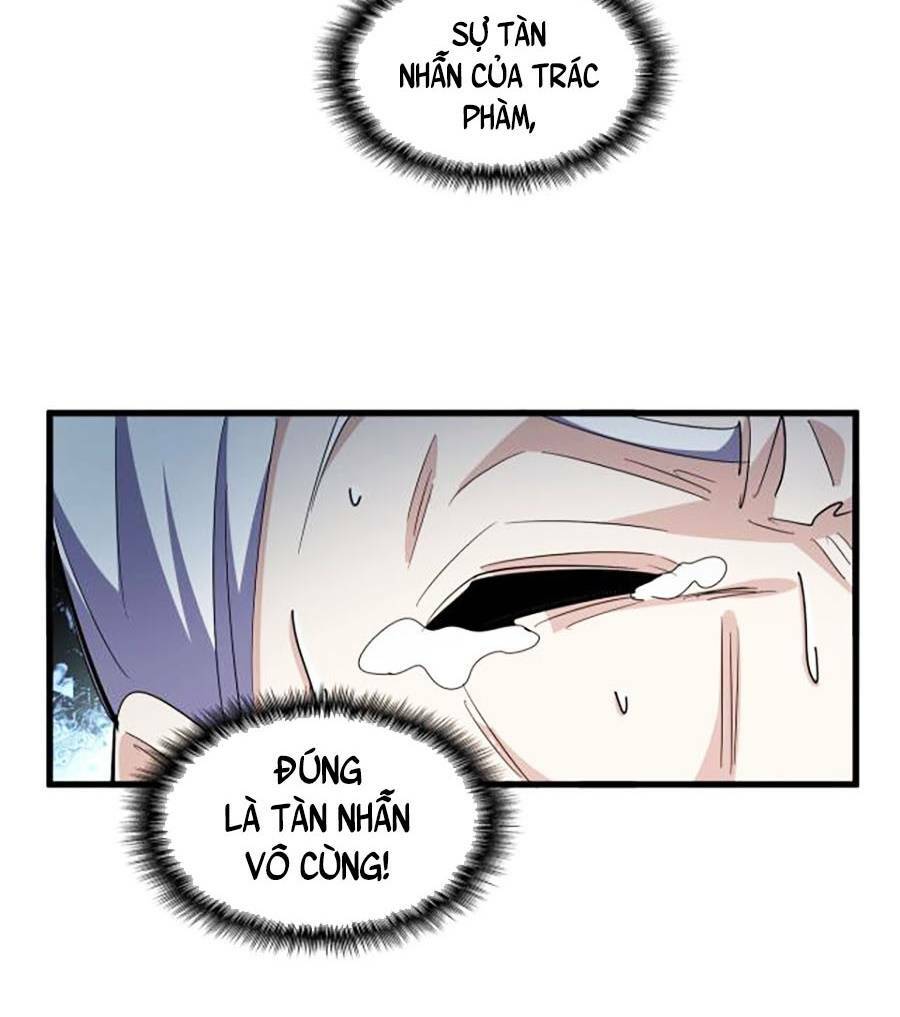 SỰ TÀN
NHẪN CỦA TRÁC
PHÀM,
ĐÚNG
LÀ TÀN NHẪN
VÔ CÙNG!